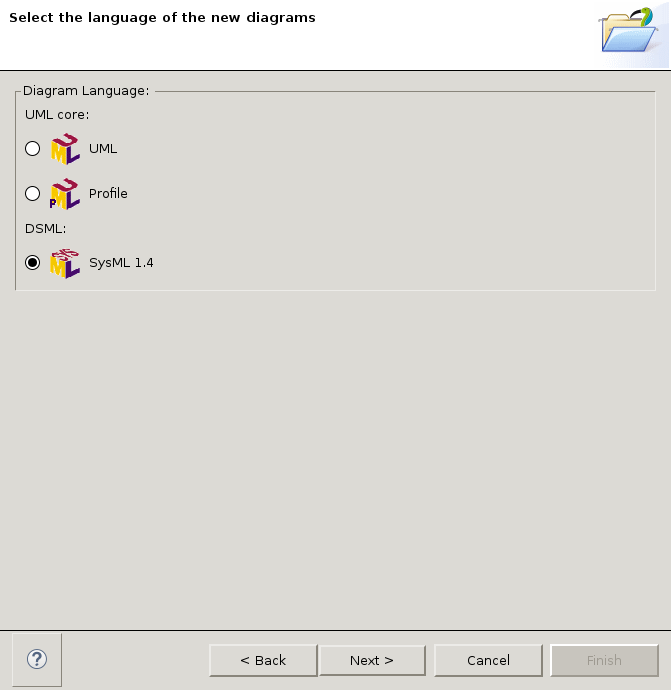 Select the language of the new diagrams
Diagram Language:
UML core:
UML
Profile
DSML:
SysML 1.4
?
< Back
Next >
Cancel
Finish